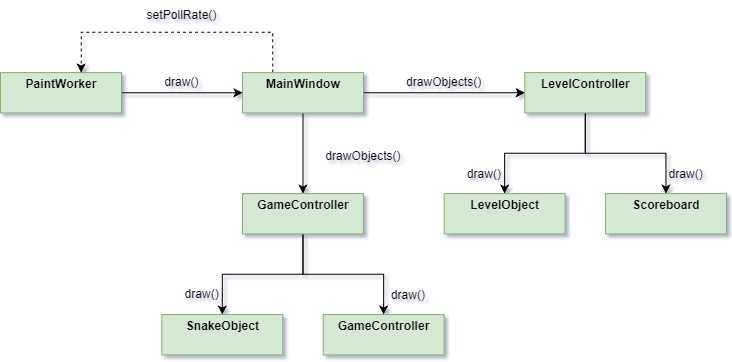 setPollRate()
PaintWorker
draw()
MainWindow
drawObjects()
LevelController
drawObjects()
draw()
draw()
GameController
LevelObject
Scoreboard
draw()
draw()
SnakeObject
GameController